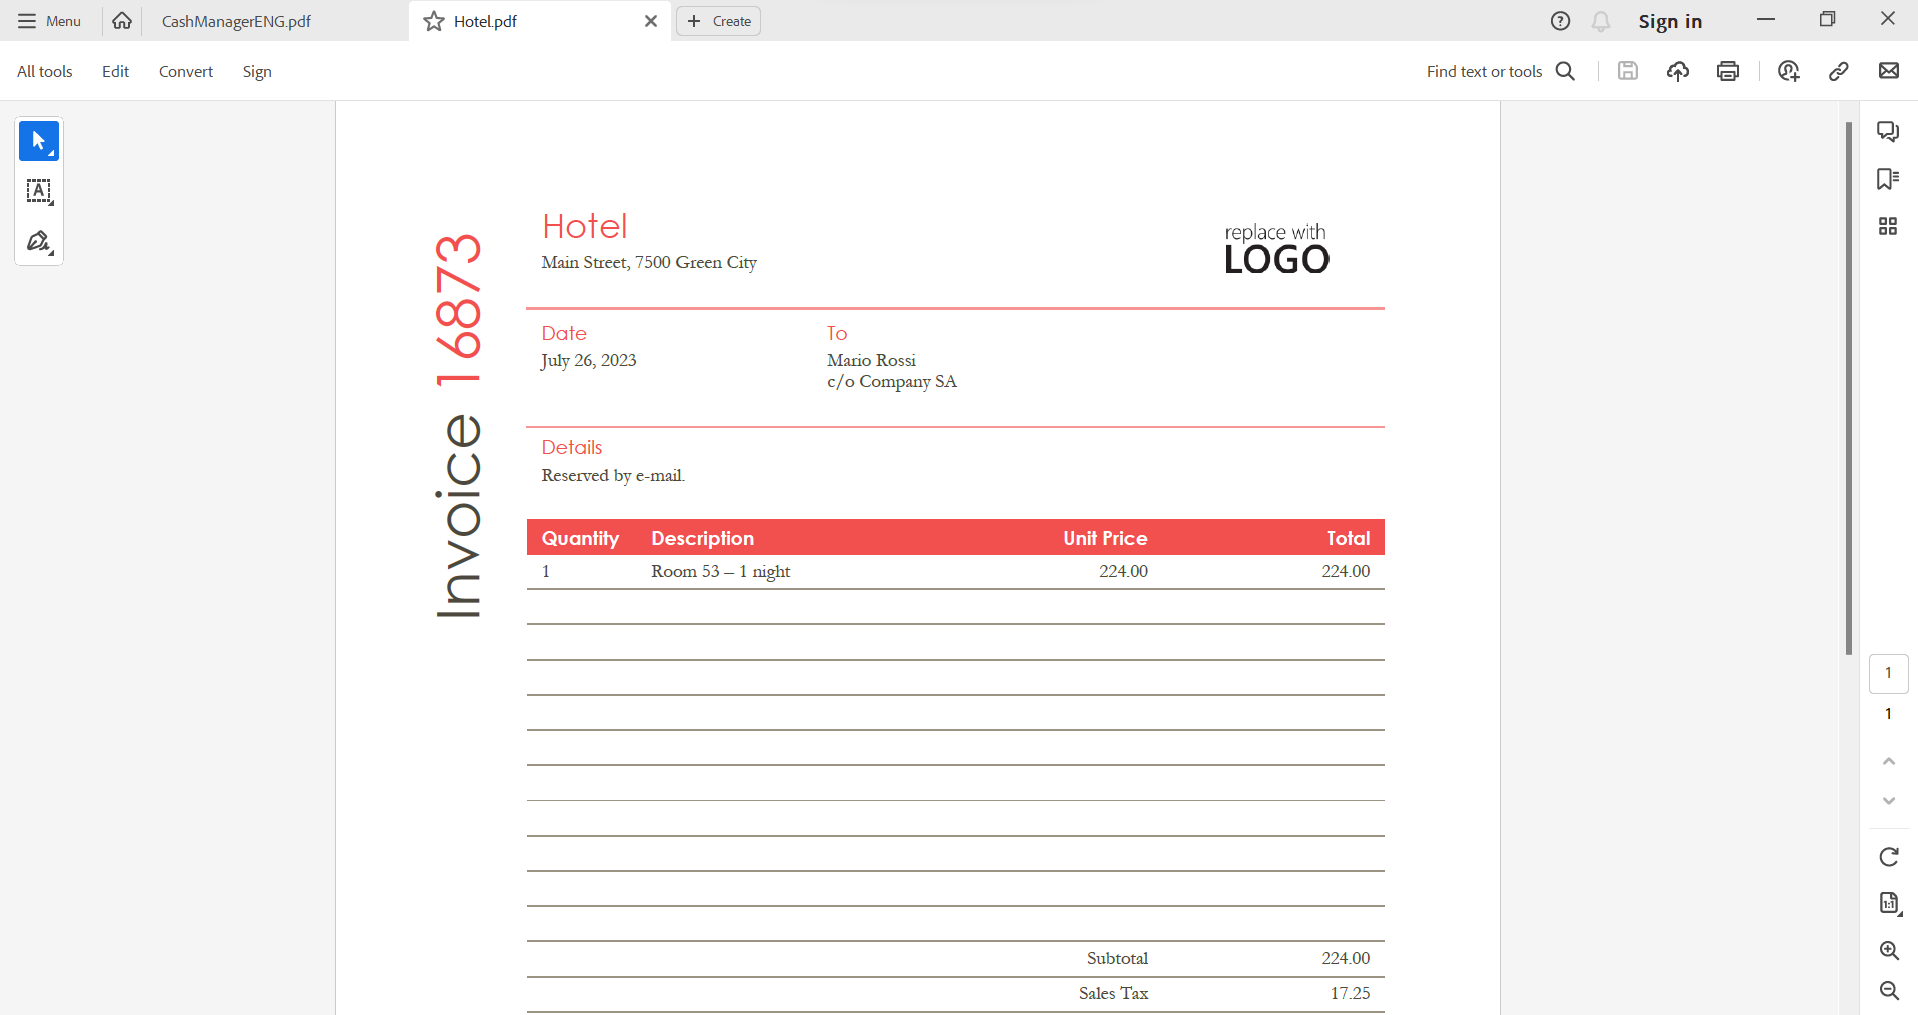 Menu
CashManagerENG.pdf
Hotel.pdf
Create
Sign in
All tools
Edit
Convert
Sign
Find text or tools
Invoice 16873
Hotel
Main Street, 7500 Green City
replace with
LOGO
Date
July 26, 2023
To
Mario Rossi
c/o Company SA
Details
Reserved by e-mail.
Quantity Description Unit Price Total
1 Room 53 – 1 night 224.00 224.00
Subtotal 224.00
Sales Tax 17.25
1
1